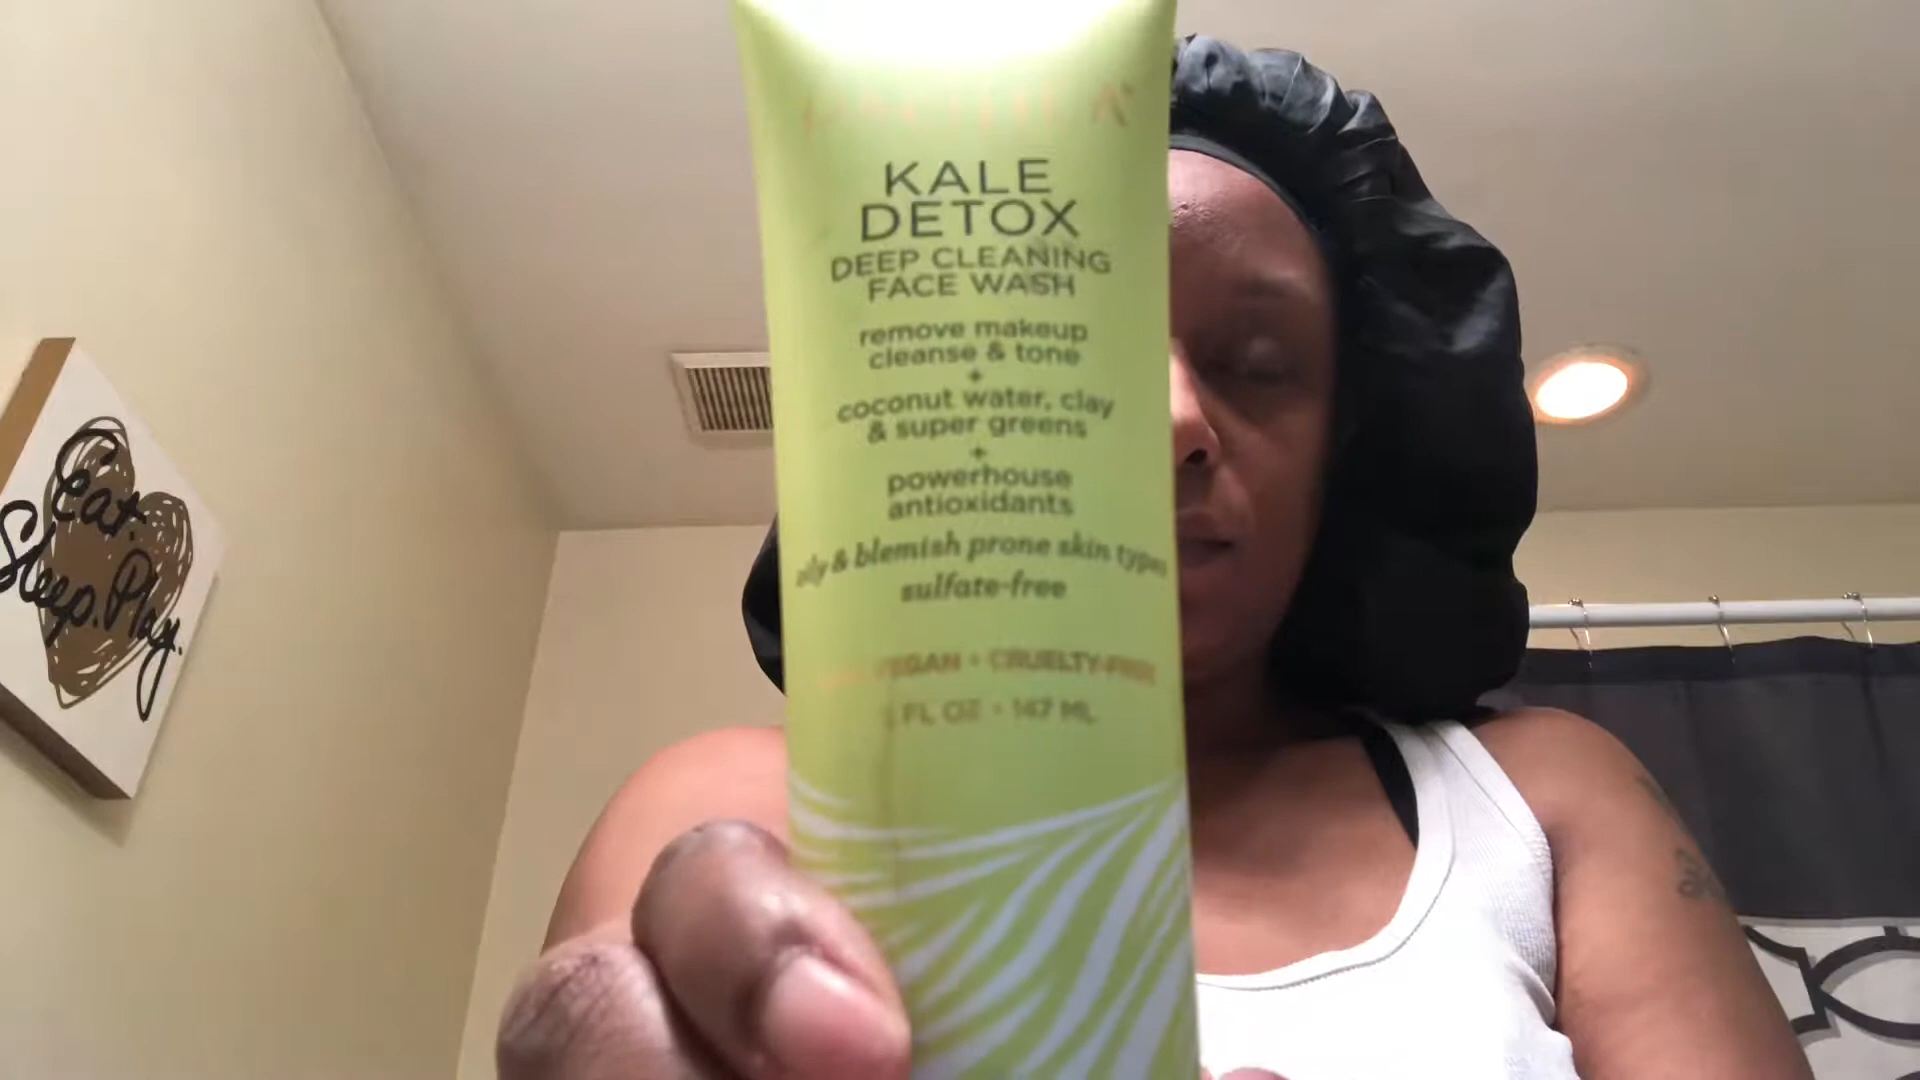 KALE
DETOX
DEEP CLEANING
FACE WASH
remove makeup
cleanse & tone
+
coconut water, clay
& super greens
+
powerhouse
antioxidants
oily & blemish prone skin types
sulfate-free
VEGAN • CRUELTY-FREE
FL OZ • 147 ML
Eat.
Sleep. Play.